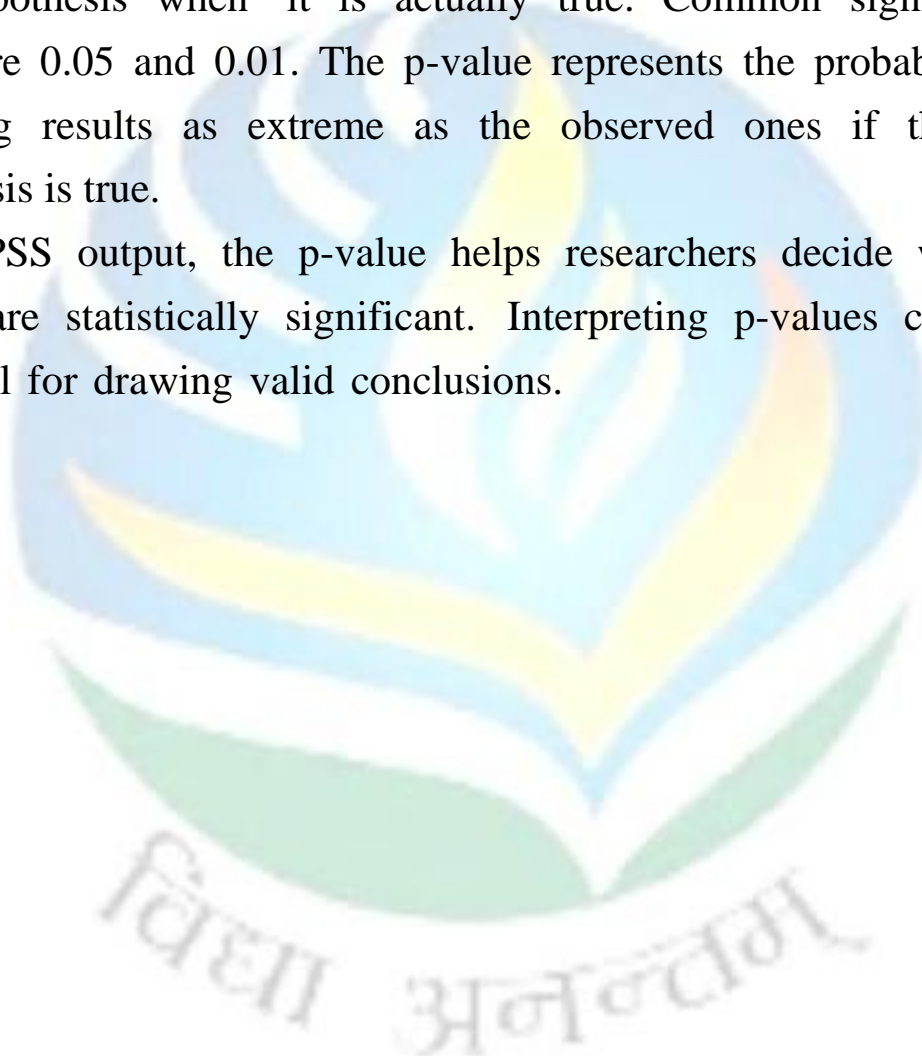 pothesis when it is actually true. Common sign
re 0.05 and 0.01. The p-value represents the probab
g results as extreme as the observed ones if th
sis is true.
PSS output, the p-value helps researchers decide w
are statistically significant. Interpreting p-values c
l for drawing valid conclusions.
विद्या अनन्तम्